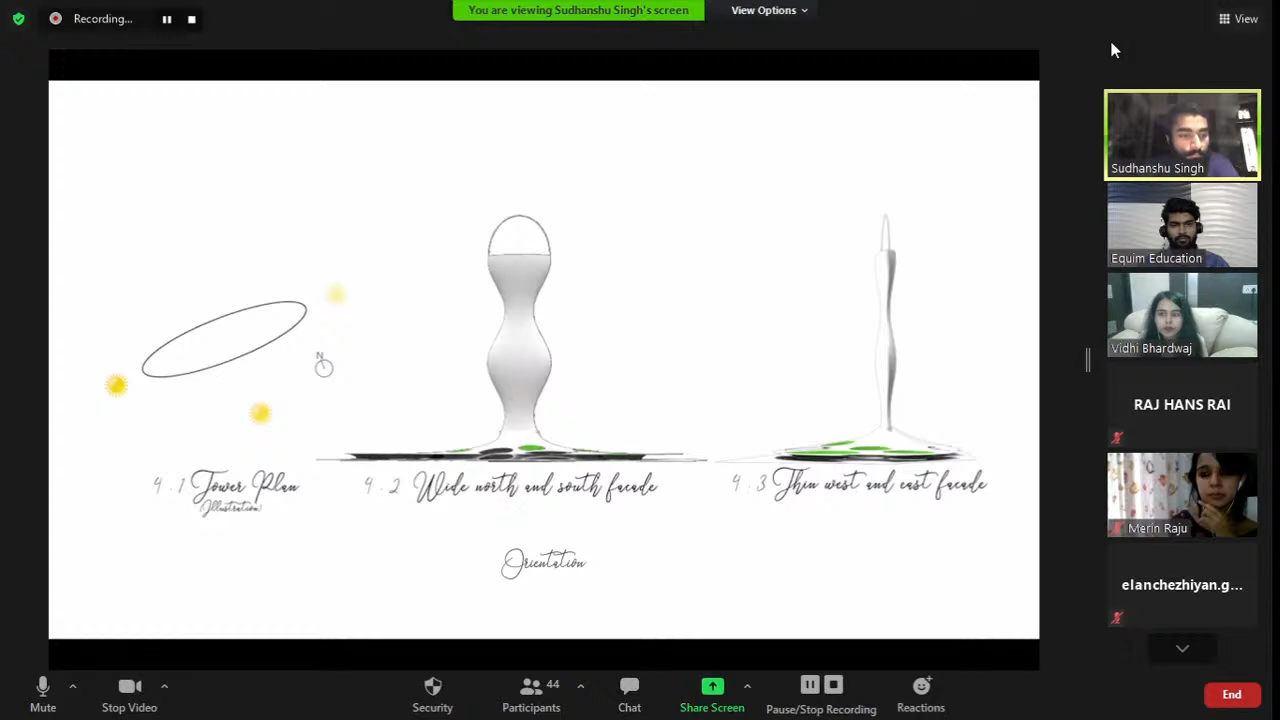 Recording...
You are viewing Sudhanshu Singh's screen
View Options
View
Sudhanshu Singh
Equim Education
Vidhi Bhardwaj
RAJ HANS RAI
Merin Raju
elanchezhiyan.g...
N
4.1 Tower Plan
(Illustration)
4.2 Wide north and south facade
4.3 Thin west and east facade
Orientation
Mute
Stop Video
Security
44
Participants
Chat
Share Screen
Pause/Stop Recording
Reactions
End